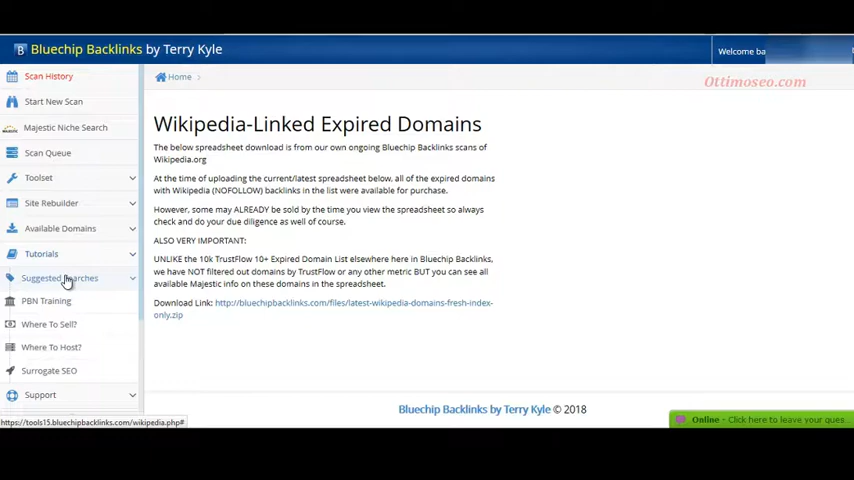 B Bluechip Backlinks by Terry Kyle
Welcome ba
Scan History
Home
Ottimoseo.com
Start New Scan
MAJESTIC Majestic Niche Search
Scan Queue
Toolset
Site Rebuilder
Available Domains
Tutorials
Suggested Searches
PBN Training
Where To Sell?
Where To Host?
Surrogate SEO
Support
https://tools15.bluechipbacklinks.com/wikipedia.php#
Wikipedia-Linked Expired Domains
The below spreadsheet download is from our own ongoing Bluechip Backlinks scans of
Wikipedia.org
At the time of uploading the current/latest spreadsheet below, all of the expired domains
with Wikipedia (NOFOLLOW) backlinks in the list were available for purchase.
However, some may ALREADY be sold by the time you view the spreadsheet so always
check and do your due diligence as well of course.
ALSO VERY IMPORTANT:
UNLIKE the 10k TrustFlow 10+ Expired Domain List elsewhere here in Bluechip Backlinks,
we have NOT filtered out domains by TrustFlow or any other metric BUT you can see all
available Majestic info on these domains in the spreadsheet.
Download Link: http://bluechipbacklinks.com/files/latest-wikipedia-domains-fresh-index-
only.zip
Bluechip Backlinks by Terry Kyle © 2018
Online - Click here to leave your ques...